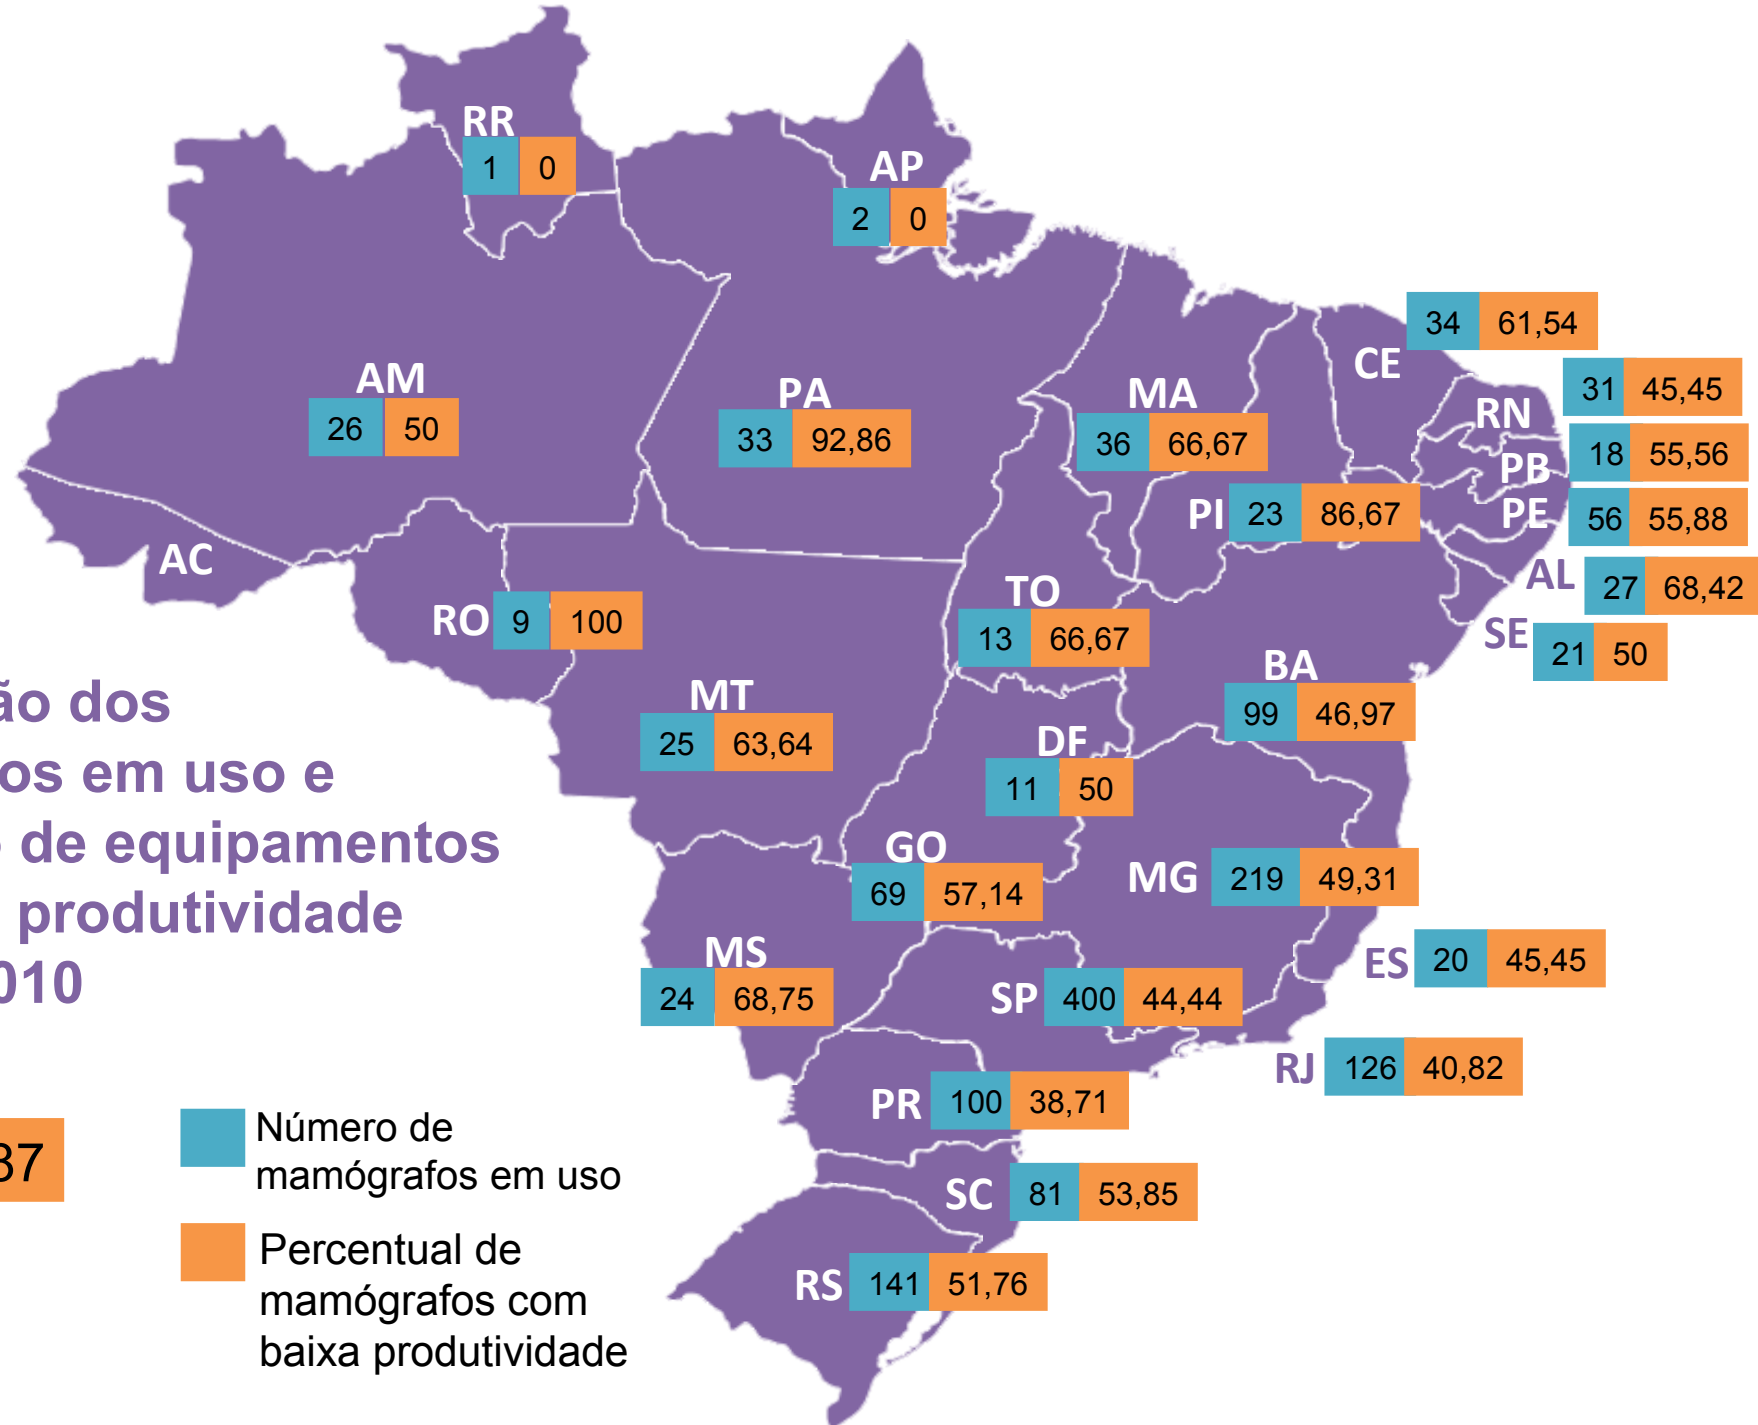 RR
1 0
AP
2 0
34 61,54
CE
31 45,45
AM
26 50
PA
33 92,86
MA
36 66,67
RN
18 55,56
PB
PI 23 86,67
PE
56 55,88
AC
AL 27 68,42
TO
13 66,67
RO 9 100
SE 21 50
BA
99 46,97
MT
25 63,64
DF
11 50
dos
em uso e
de equipamentos
produtividade
GO
69 57,14
MG 219 49,31
MS
24 68,75
ES 20 45,45
SP 400 44,44
RJ 126 40,82
PR 100 38,71
SC 81 53,85
RS 141 51,76
Número de
mamógrafos em uso
Percentual de
mamógrafos com
baixa produtividade